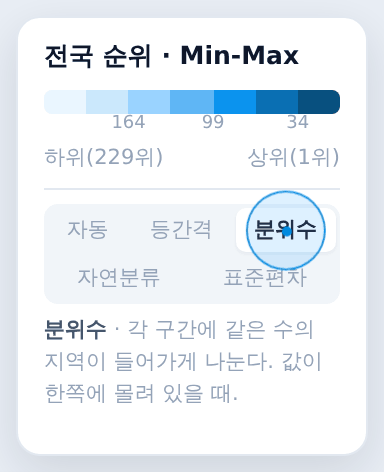 전국 순위 · Min-Max
164 99 34
하위(229위) 상위(1위)
자동 등간격 분위수
자연분류 표준편차
분위수 · 각 구간에 같은 수의
지역이 들어가게 나눈다. 값이
한쪽에 몰려 있을 때.